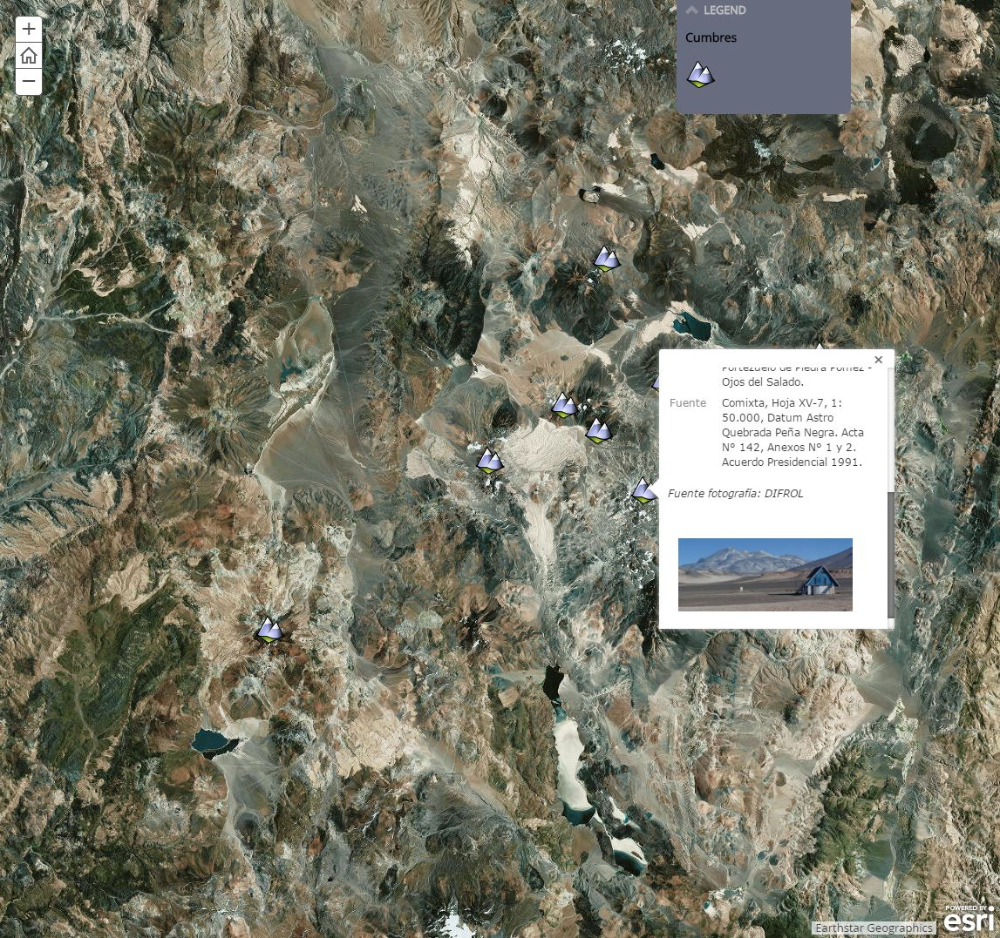 +
−
LEGEND
Cumbres
×
Portezuelo de Piedra Pómez -
Ojos del Salado.
Fuente
Comixta, Hoja XV-7, 1:
50.000, Datum Astro
Quebrada Peña Negra. Acta
Nº 142, Anexos Nº 1 y 2.
Acuerdo Presidencial 1991.
Fuente fotografía: DIFROL
Earthstar Geographics
POWERED BY
esri